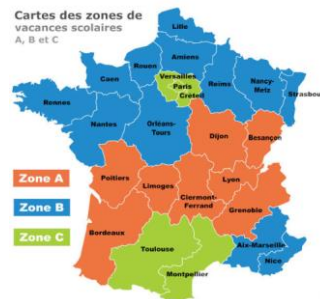 Cartes des zones de
vacances scolaires
A, B et C
Lille
Amiens
Rouen
Caen
Versailles
Paris
Créteil
Reims
Nancy-
Metz
Strasbou
Rennes
Nantes
Orléans-
Tours
Dijon
Besançon
Zone A
Zone B
Zone C
Poitiers
Limoges
Clermont-
Ferrand
Lyon
Grenoble
Bordeaux
Toulouse
Montpellier
Aix-Marseille
Nice